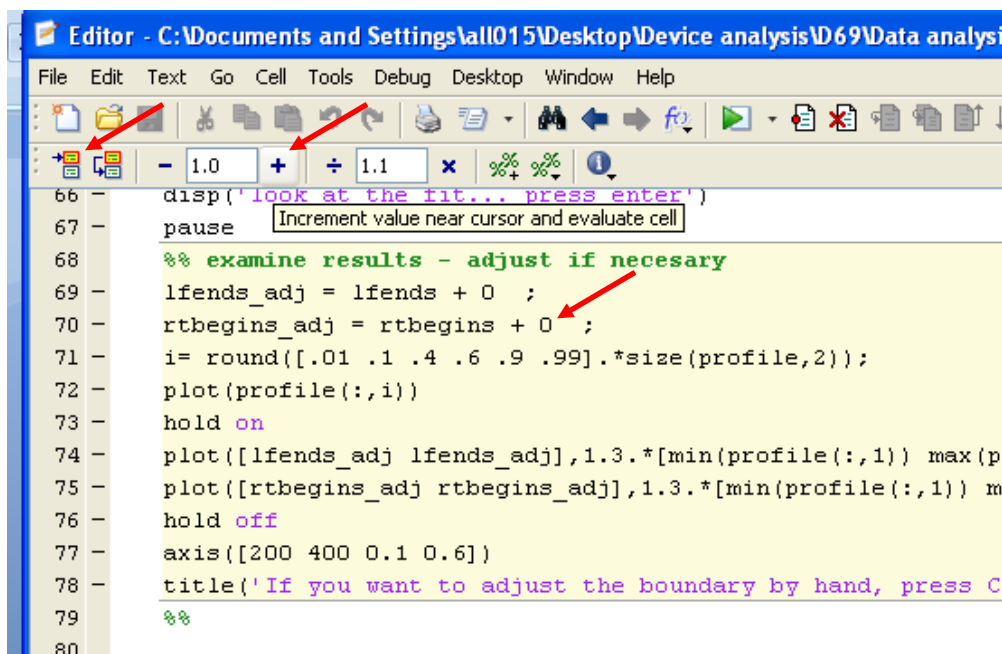 Editor - C:\Documents and Settings\all015\Desktop\Device analysis\D69\Data analysi
File Edit Text Go Cell Tools Debug Desktop Window Help
- 1.0 + ÷ 1.1 × %%+ %%
66 - disp('look at the fit... press enter')
Increment value near cursor and evaluate cell
67 - pause
68 %% examine results - adjust if necesary
69 - lfends_adj = lfends + 0 ;
70 - rtbegins_adj = rtbegins + 0 ;
71 - i= round([.01 .1 .4 .6 .9 .99].*size(profile,2));
72 - plot(profile(:,i))
73 - hold on
74 - plot([lfends_adj lfends_adj],1.3.*[min(profile(:,1)) max(p
75 - plot([rtbegins_adj rtbegins_adj],1.3.*[min(profile(:,1)) m
76 - hold off
77 - axis([200 400 0.1 0.6])
78 - title('If you want to adjust the boundary by hand, press C
79 %%
80